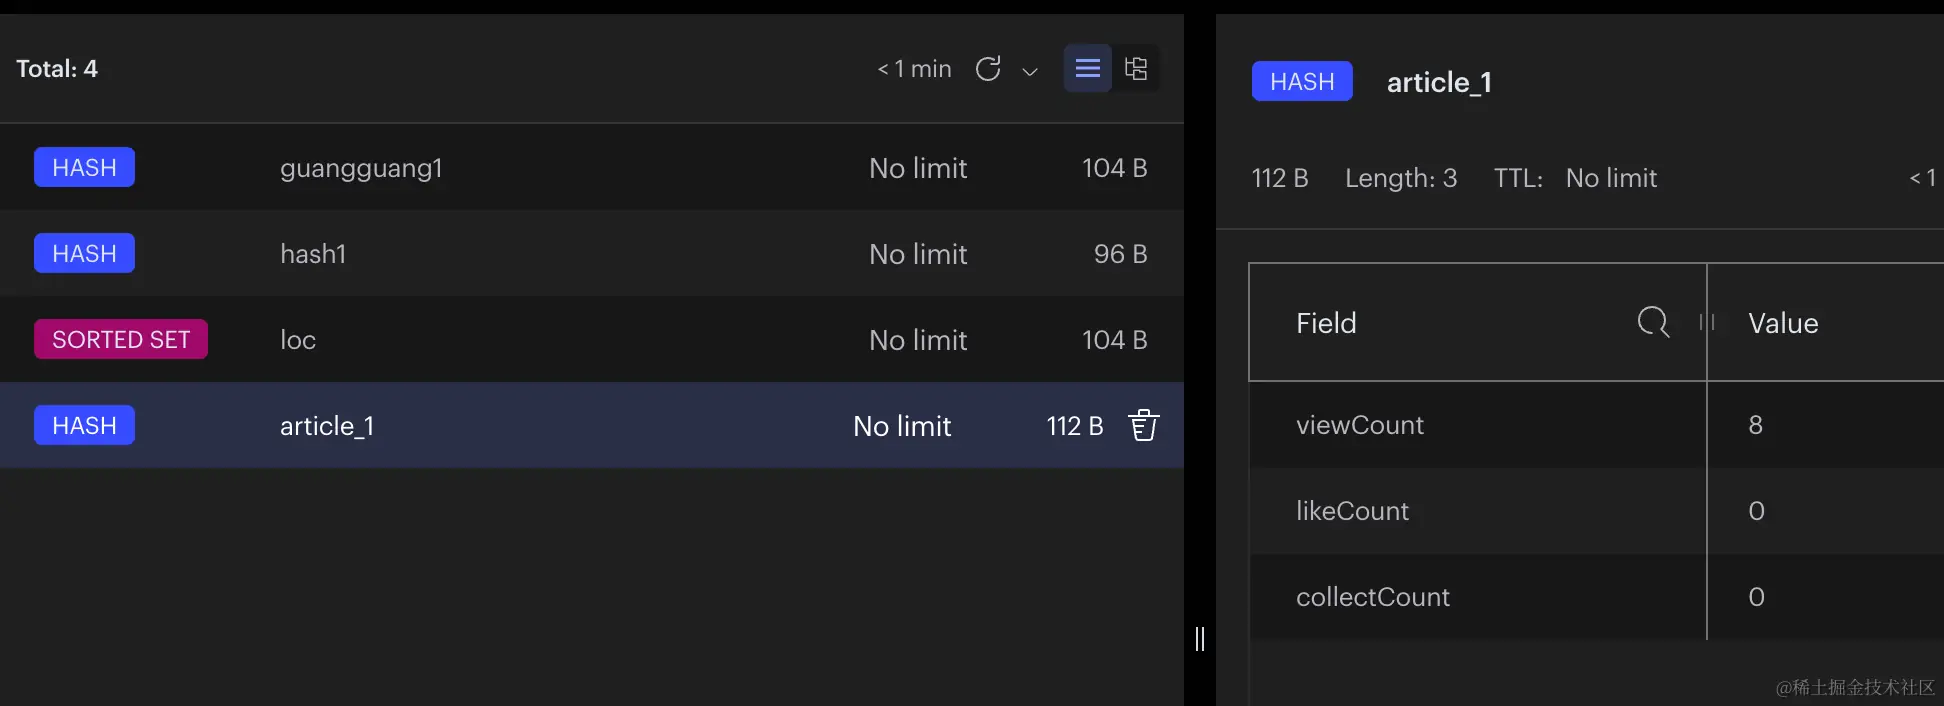 Total: 4
< 1 min
HASH guangguang1 No limit 104 B
HASH hash1 No limit 96 B
SORTED SET loc No limit 104 B
HASH article_1 No limit 112 B
HASH article_1
112 B Length: 3 TTL: No limit < 1
Field Value
viewCount 8
likeCount 0
collectCount 0
@稀土掘金技术社区